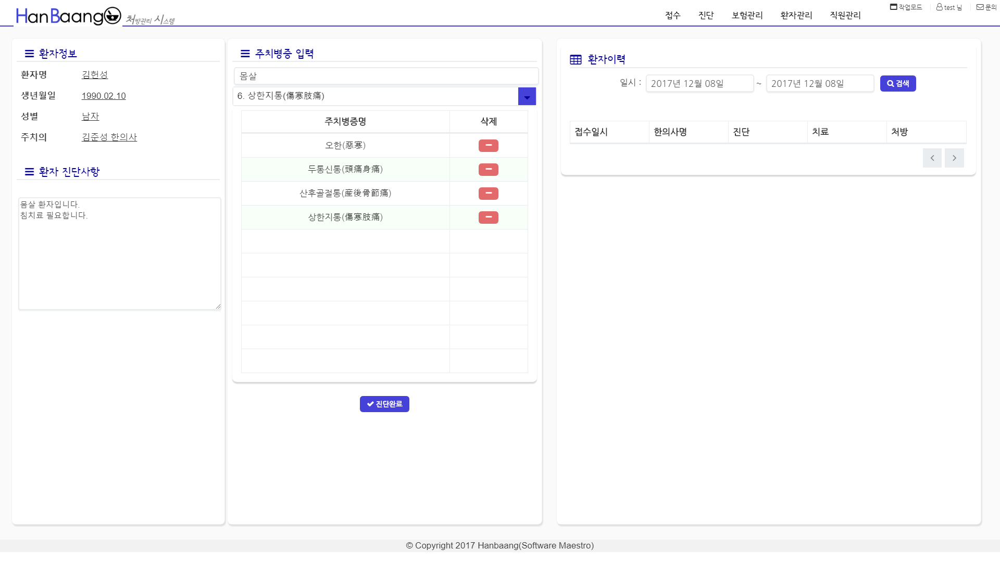 HanBaang 처방관리 시스템
접수 진단 보험관리 환자관리 직원관리
작업모드 test 님 문의
환자정보
환자명 김헌성
생년월일 1990.02.10
성별 남자
주치의 김준성 한의사
환자 진단사항
몸살 환자입니다.
침치료 필요합니다.
주치병증 입력
몸살
6. 상한지통(傷寒肢痛)
주치병증명 삭제
오한(惡寒)
두통신통(頭痛身痛)
산후골절통(産後骨節痛)
상한지통(傷寒肢痛)
진단완료
환자이력
일시 : 2017년 12월 08일 ~ 2017년 12월 08일 검색
접수일시 한의사명 진단 치료 처방
© Copyright 2017 Hanbaang(Software Maestro)